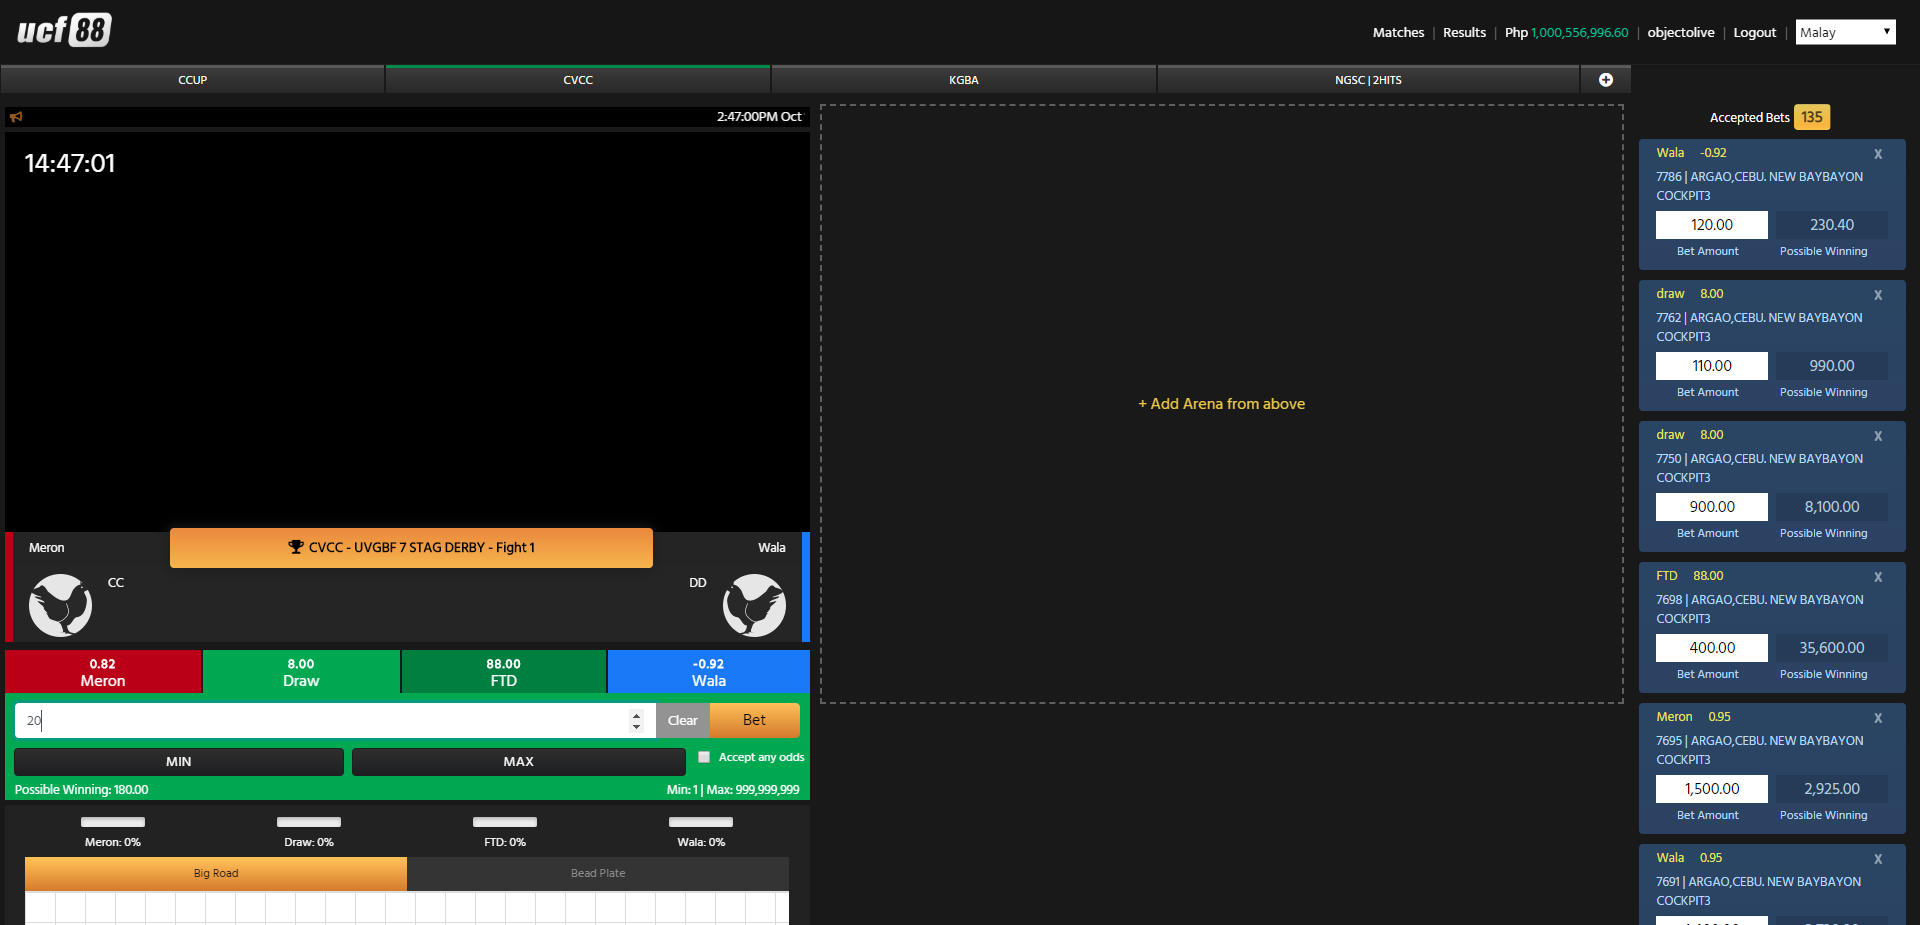 ucf 88
Matches | Results | Php 1,000,556,996.60 | objectolive | Logout | Malay
CCUP
CVCC
KGBA
NGSC | 2HITS
2:47:00PM Oct
14:47:01
Meron
CVCC - UVGBF 7 STAG DERBY - Fight 1
Wala
CC
DD
0.82
Meron
8.00
Draw
88.00
FTD
-0.92
Wala
20
Clear
Bet
MIN
MAX
Accept any odds
Possible Winning: 180.00
Min: 1 | Max: 999,999,999
Meron: 0%
Draw: 0%
FTD: 0%
Wala: 0%
Big Road
Bead Plate
+ Add Arena from above
Accepted Bets 135
Wala -0.92 X
7786 | ARGAO,CEBU. NEW BAYBAYON
COCKPIT3
120.00 230.40
Bet Amount Possible Winning
draw 8.00 X
7762 | ARGAO,CEBU. NEW BAYBAYON
COCKPIT3
110.00 990.00
Bet Amount Possible Winning
draw 8.00 X
7750 | ARGAO,CEBU. NEW BAYBAYON
COCKPIT3
900.00 8,100.00
Bet Amount Possible Winning
FTD 88.00 X
7698 | ARGAO,CEBU. NEW BAYBAYON
COCKPIT3
400.00 35,600.00
Bet Amount Possible Winning
Meron 0.95 X
7695 | ARGAO,CEBU. NEW BAYBAYON
COCKPIT3
1,500.00 2,925.00
Bet Amount Possible Winning
Wala 0.95 X
7691 | ARGAO,CEBU. NEW BAYBAYON
COCKPIT3